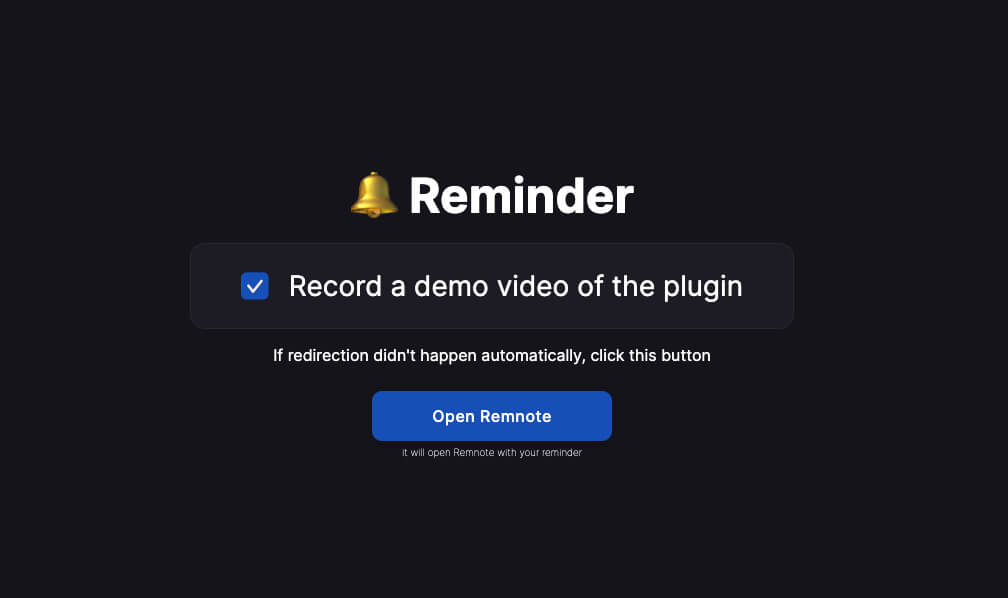 Reminder
Record a demo video of the plugin
If redirection didn't happen automatically, click this button
Open Remnote
it will open Remnote with your reminder